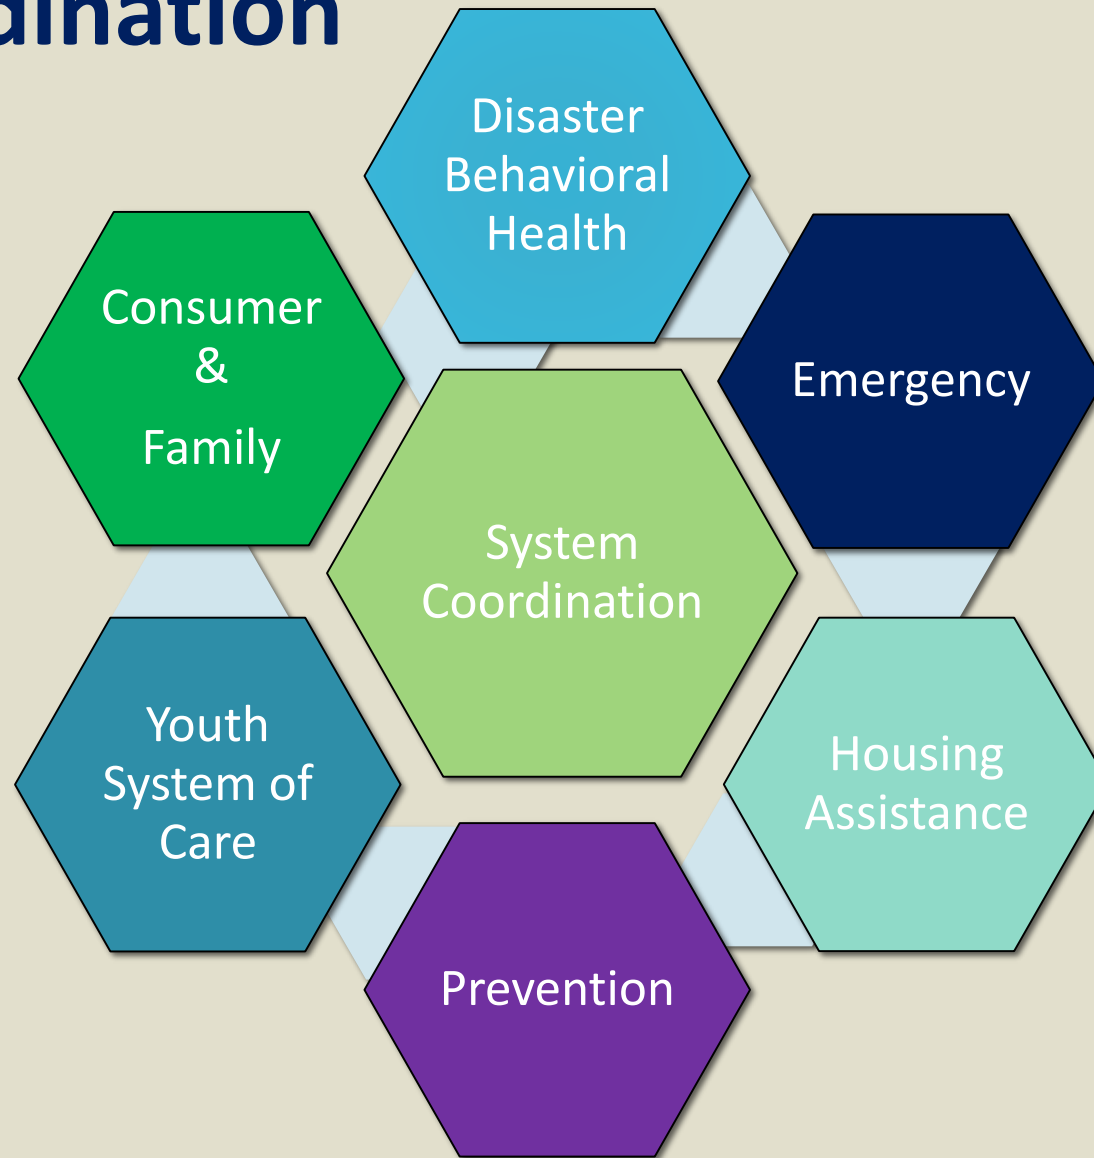 dination
Disaster
Behavioral
Health
Consumer
&
Family
Emergency
System
Coordination
Youth
System of
Care
Housing
Assistance
Prevention